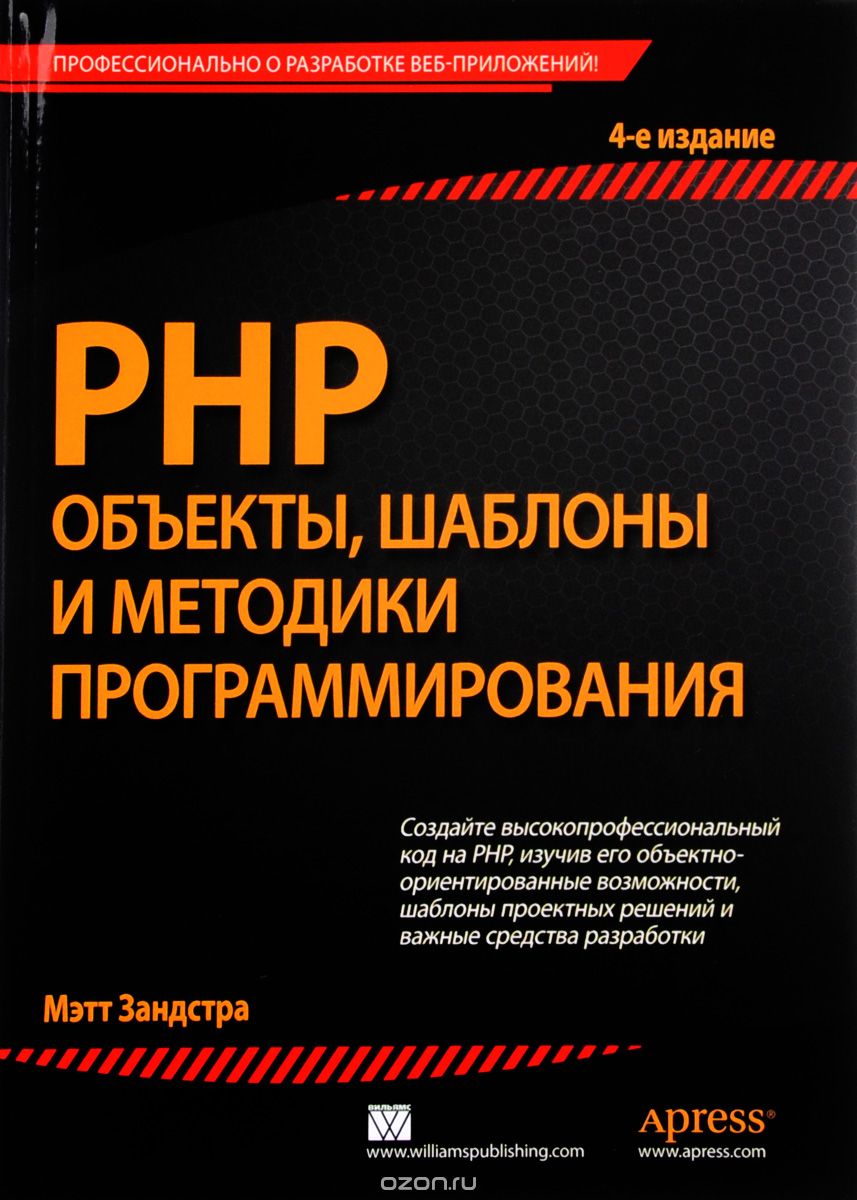 ПРОФЕССИОНАЛЬНО О РАЗРАБОТКЕ ВЕБ-ПРИЛОЖЕНИЙ!
4-е издание
PHP
ОБЪЕКТЫ, ШАБЛОНЫ
И МЕТОДИКИ
ПРОГРАММИРОВАНИЯ
Создайте высокопрофессиональный
код на PHP, изучив его объектно-
ориентированные возможности,
шаблоны проектных решений и
важные средства разработки
Мэтт Зандстра
ВИЛЬЯМС
www.williamspublishing.com
Apress®
www.apress.com
ozon.ru